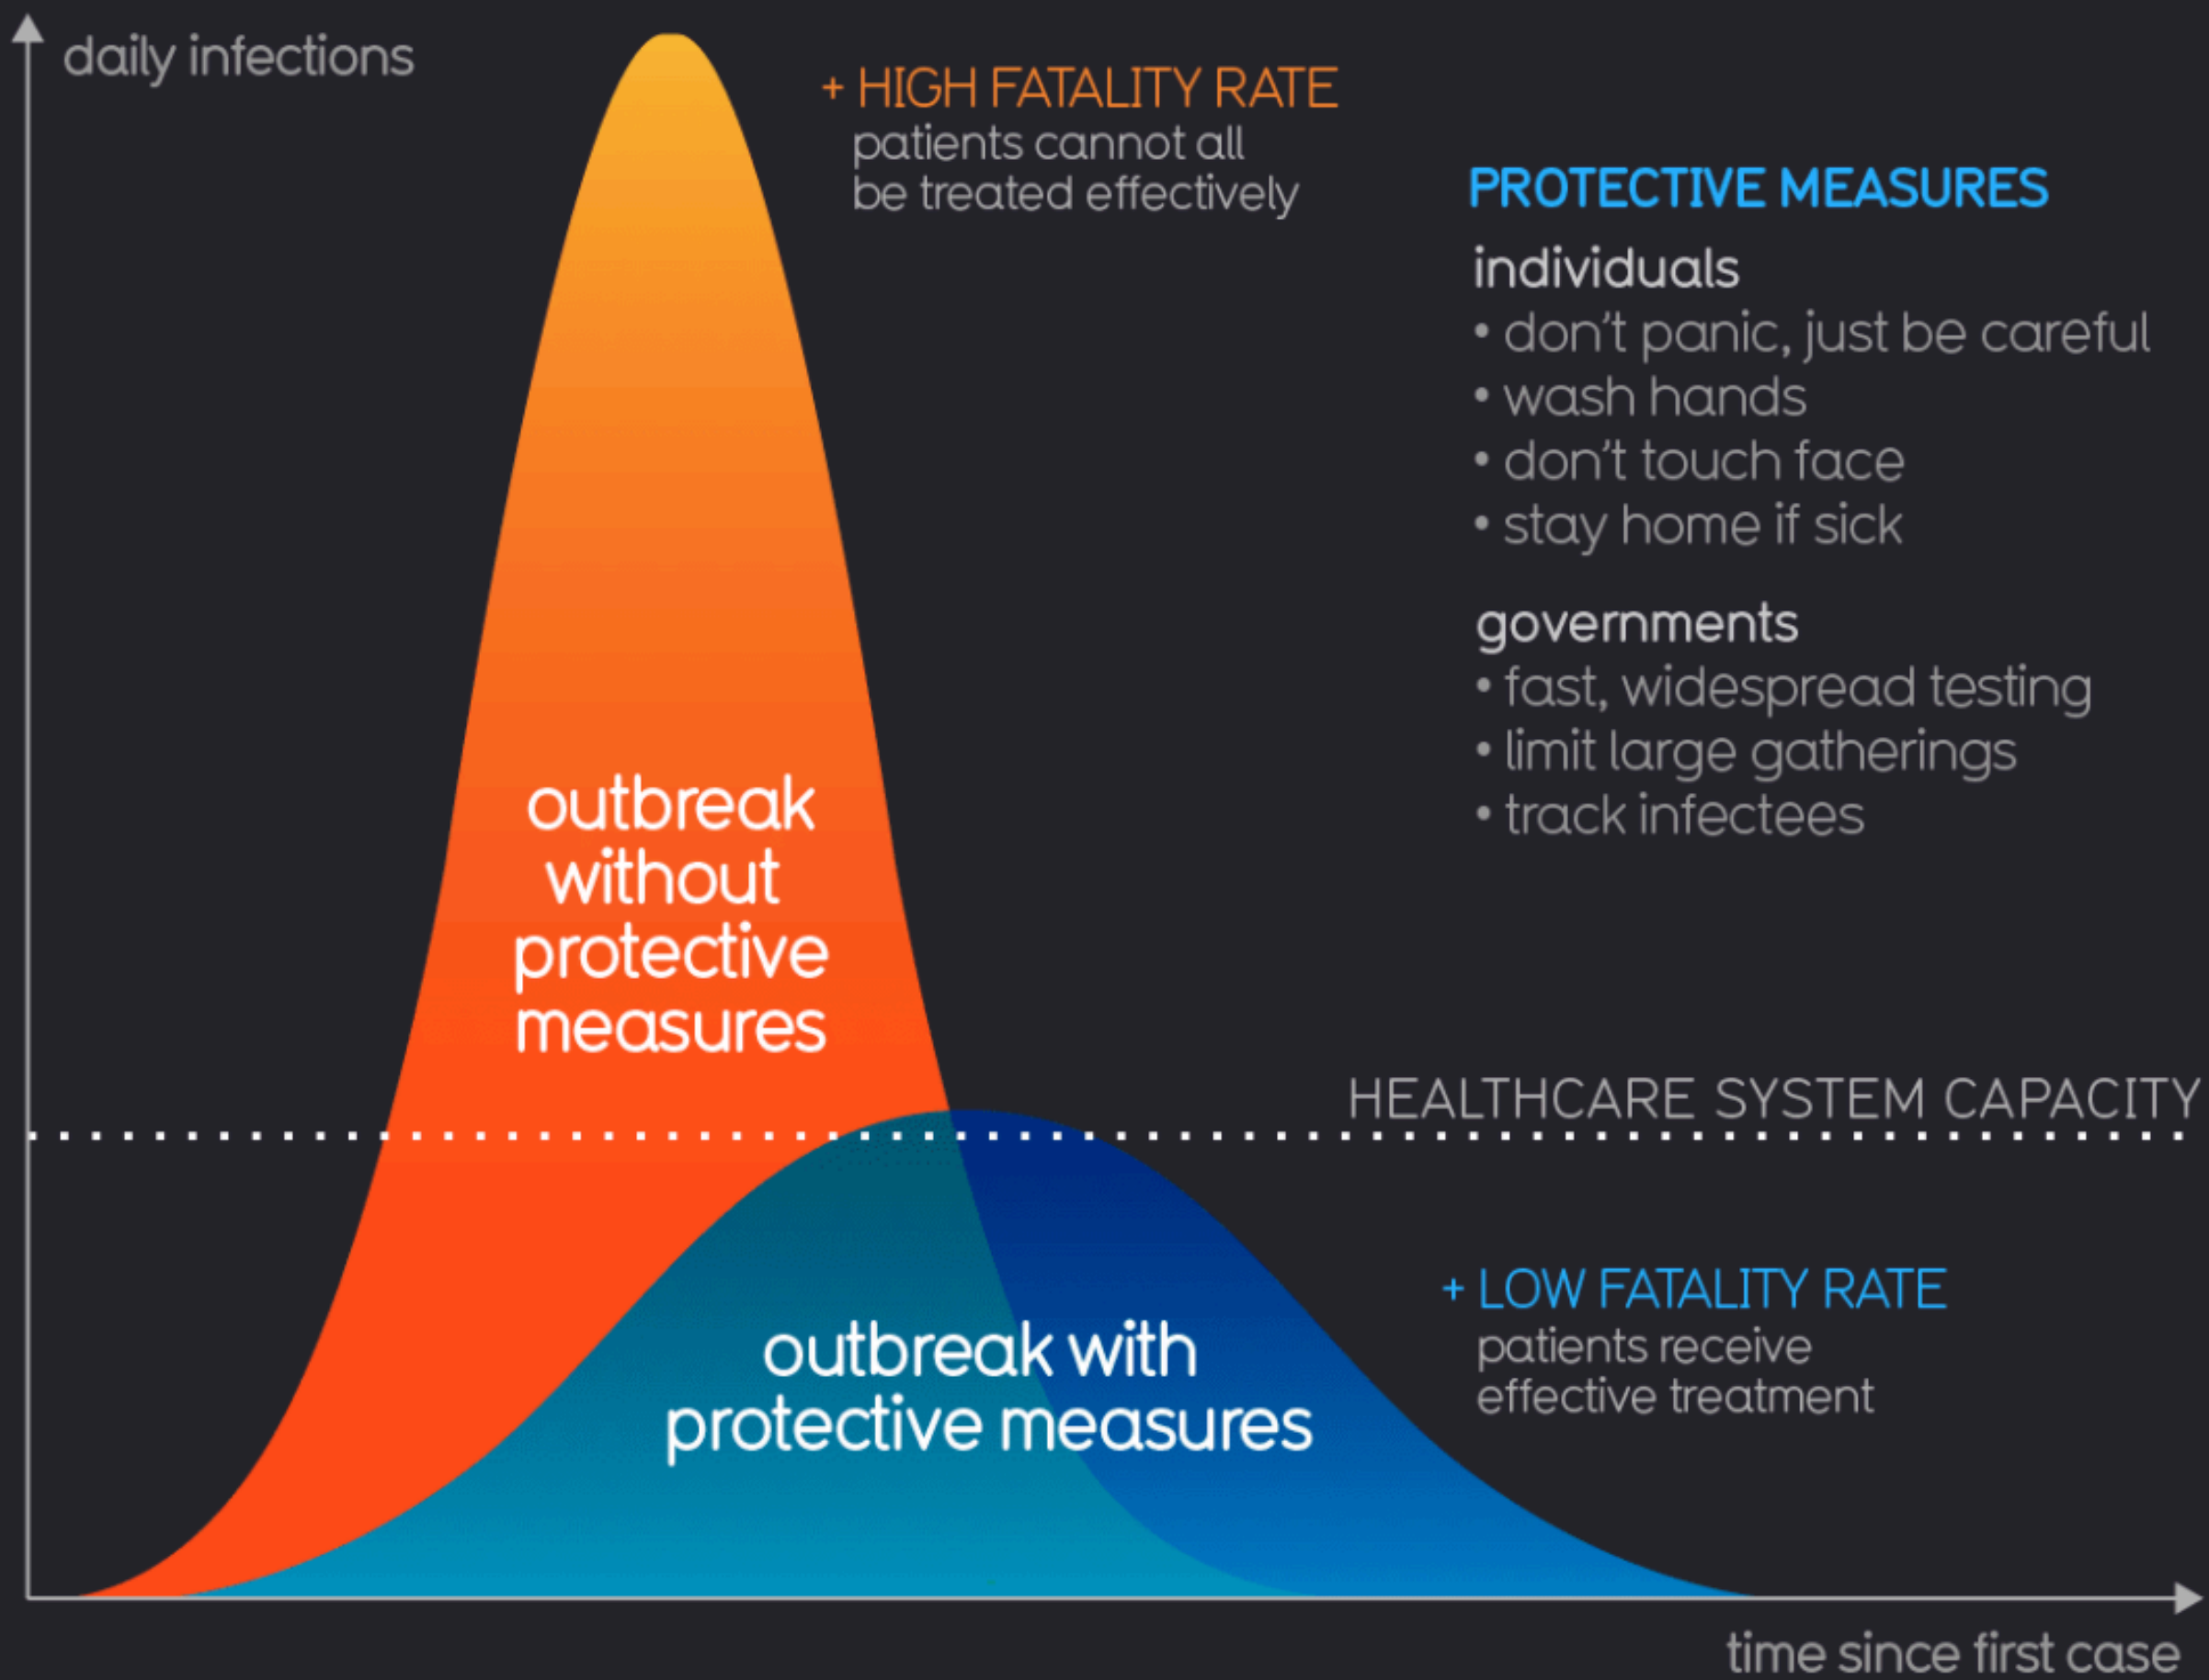 daily infections
+ HIGH FATALITY RATE
patients cannot all
be treated effectively
PROTECTIVE MEASURES
individuals
• don't panic, just be careful
• wash hands
• don't touch face
• stay home if sick
governments
• fast, widespread testing
• limit large gatherings
• track infectees
outbreak
without
protective
measures
HEALTHCARE SYSTEM CAPACITY
outbreak with
protective measures
+ LOW FATALITY RATE
patients receive
effective treatment
time since first case